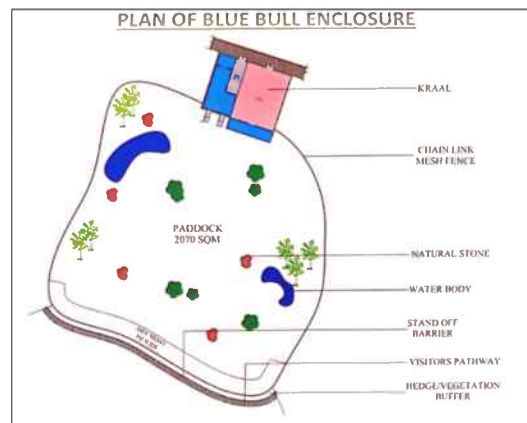 PLAN OF BLUE BULL ENCLOSURE
KRAAL
CHAIN LINK
MESH FENCE
PADDOCK
2070 SQM
NATURAL STONE
WATER BODY
STAND OFF
BARRIER
VISITORS PATHWAY
HEDGE/VEGETATION
BUFFER